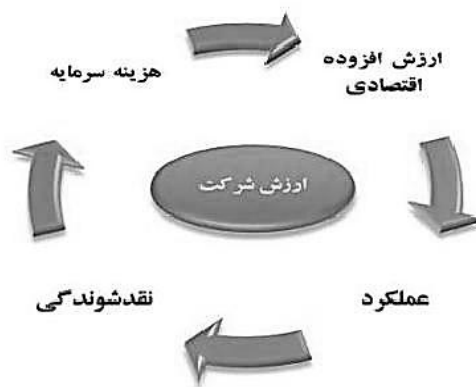 ارزش افزوده
اقتصادی
هزینه سرمایه
ارزش شرکت
عملکرد
نقدشوندگی